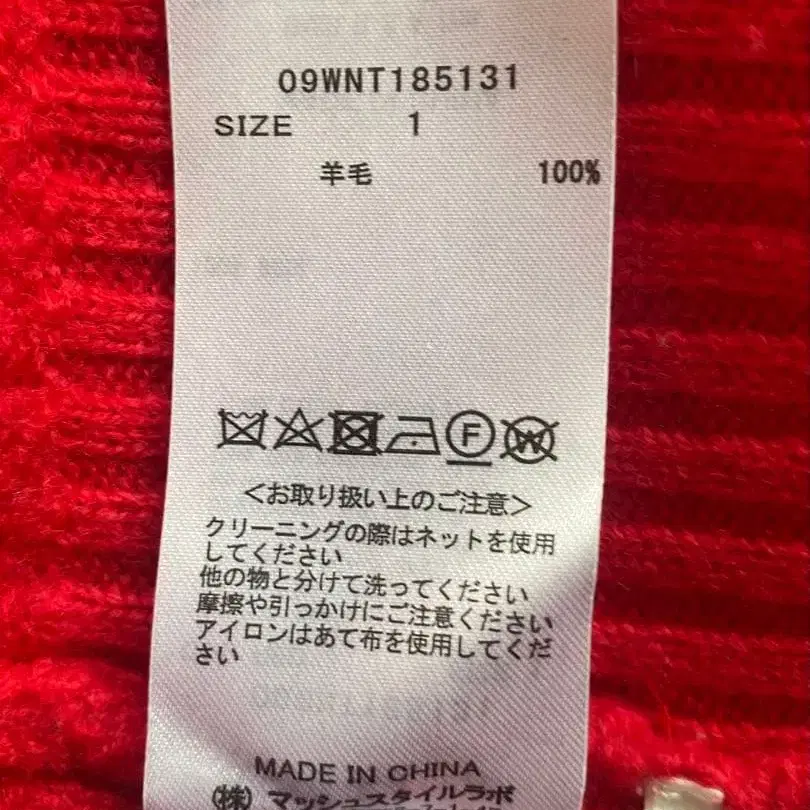 09WNT185131
SIZE 1
羊毛 100%
F W
<お取り扱い上のご注意>
クリーニングの際はネットを使用
してください
他の物と分けて洗ってください
摩擦や引っかけにご注意ください
アイロンはあて布を使用してくだ
さい
MADE IN CHINA
(株)マッシュスタイルラボ